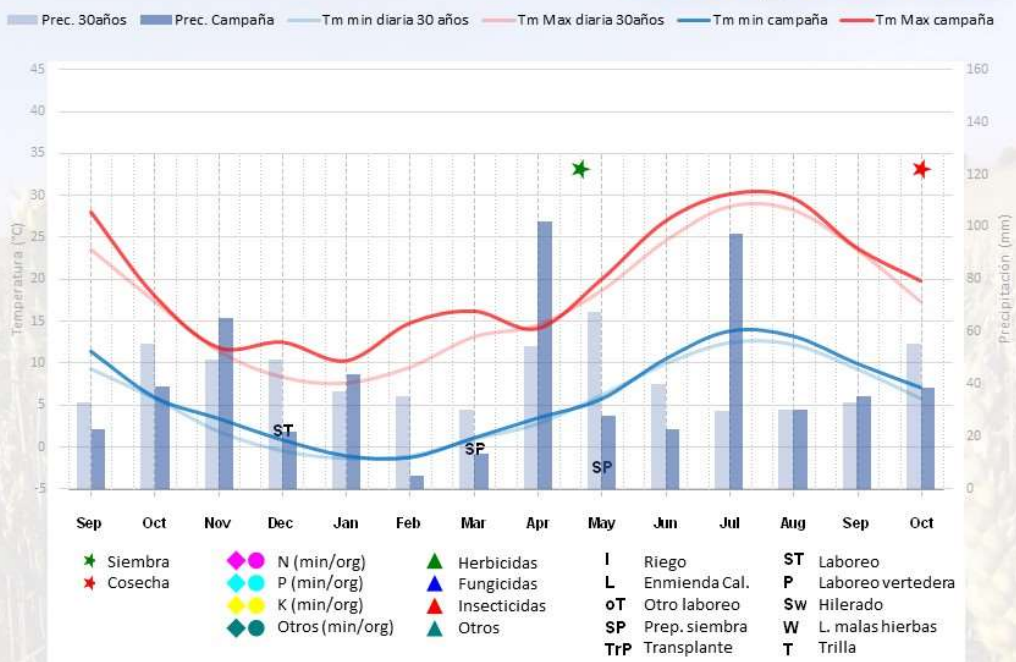 Prec. 30años Prec. Campaña Tm min diaria 30 años Tm Max diaria 30años Tm min campaña Tm Max campaña
45 160
40 140
35 120
30 100
25 80
20
15 60
10 40
5
0 20
-5 0
Temperatura (°C)
Precipitación (mm)
ST
SP
SP
Sep Oct Nov Dec Jan Feb Mar Apr May Jun Jul Aug Sep Oct
Siembra N (min/org) Herbicidas I Riego ST Laboreo
Cosecha P (min/org) Fungicidas L Enmienda Cal. P Laboreo vertedera
K (min/org) Insecticidas oT Otro laboreo Sw Hilerado
Otros (min/org) Otros SP Prep. siembra W L. malas hierbas
TrP Transplante T Trilla